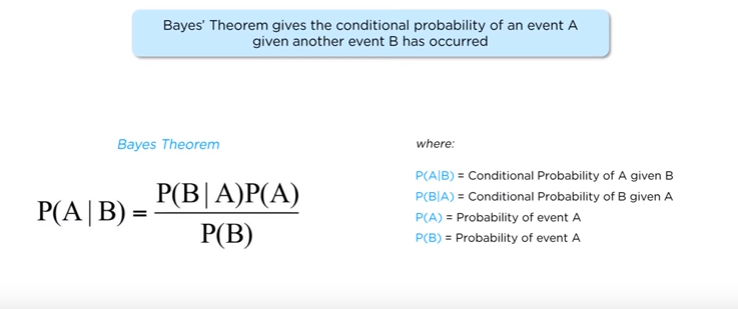 Bayes' Theorem gives the conditional probability of an event A
given another event B has occurred
Bayes Theorem
P(A|B) = P(B|A)P(A) / P(B)
where:
P(A|B) = Conditional Probability of A given B
P(B|A) = Conditional Probability of B given A
P(A) = Probability of event A
P(B) = Probability of event A